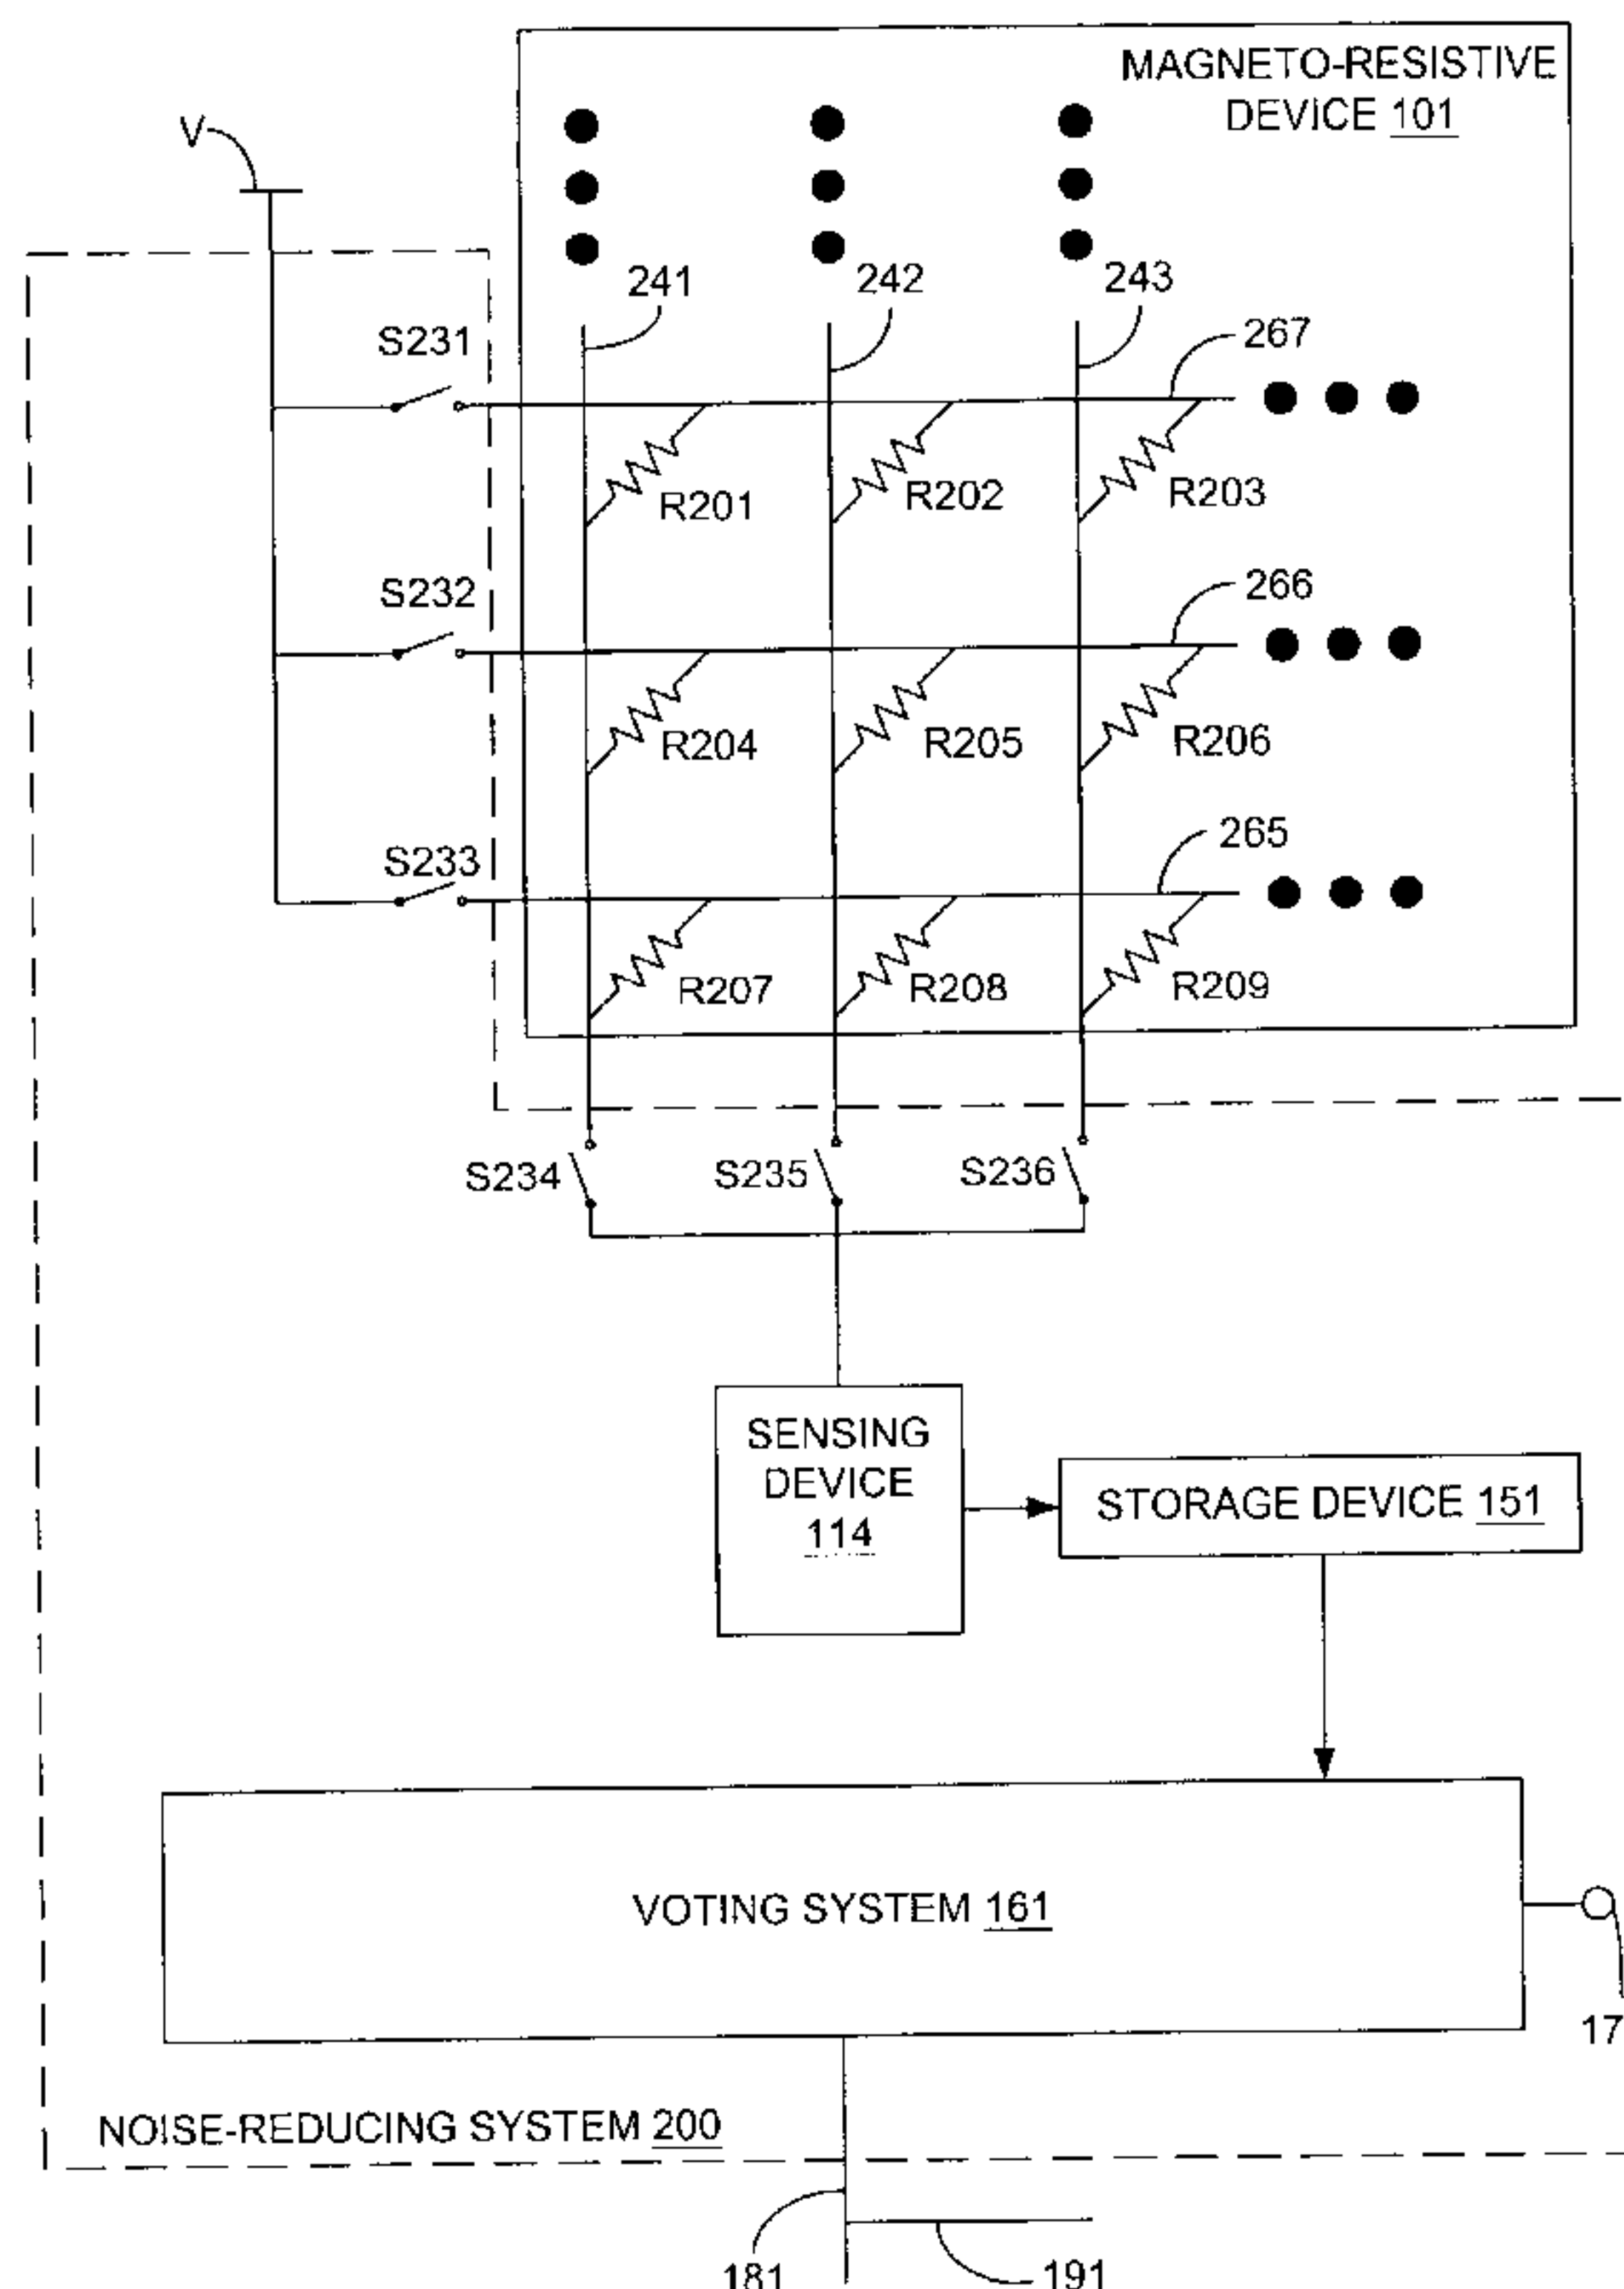 MAGNETO-RESISTIVE
DEVICE 101
V
241
242
243
S231
267
R201
R202
R203
S232
266
R204
R205
R206
S233
265
R207
R208
R209
S234
S235
S236
SENSING
DEVICE
114
STORAGE DEVICE 151
VOTING SYSTEM 161
17
NOISE-REDUCING SYSTEM 200
181
191